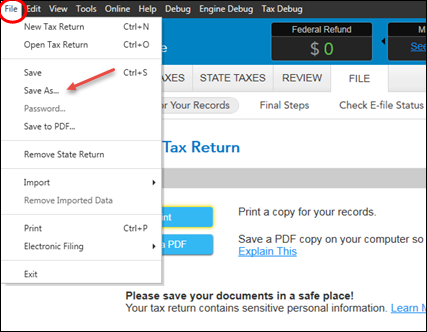 File Edit View Tools Online Help Debug Engine Debug Tax Debug
New Tax Return Ctrl+N
Open Tax Return Ctrl+O
Save Ctrl+S
Save As...
Password...
Save to PDF...
Remove State Return
Import
Remove Imported Data
Print Ctrl+P
Electronic Filing
Exit
Federal Refund
$ 0
STATE TAXES REVIEW FILE
Your Records Final Steps Check E-file Status
Tax Return
Print a copy for your records.
a PDF Save a PDF copy on your computer so
Explain This
Please save your documents in a safe place!
Your tax return contains sensitive personal information. Learn